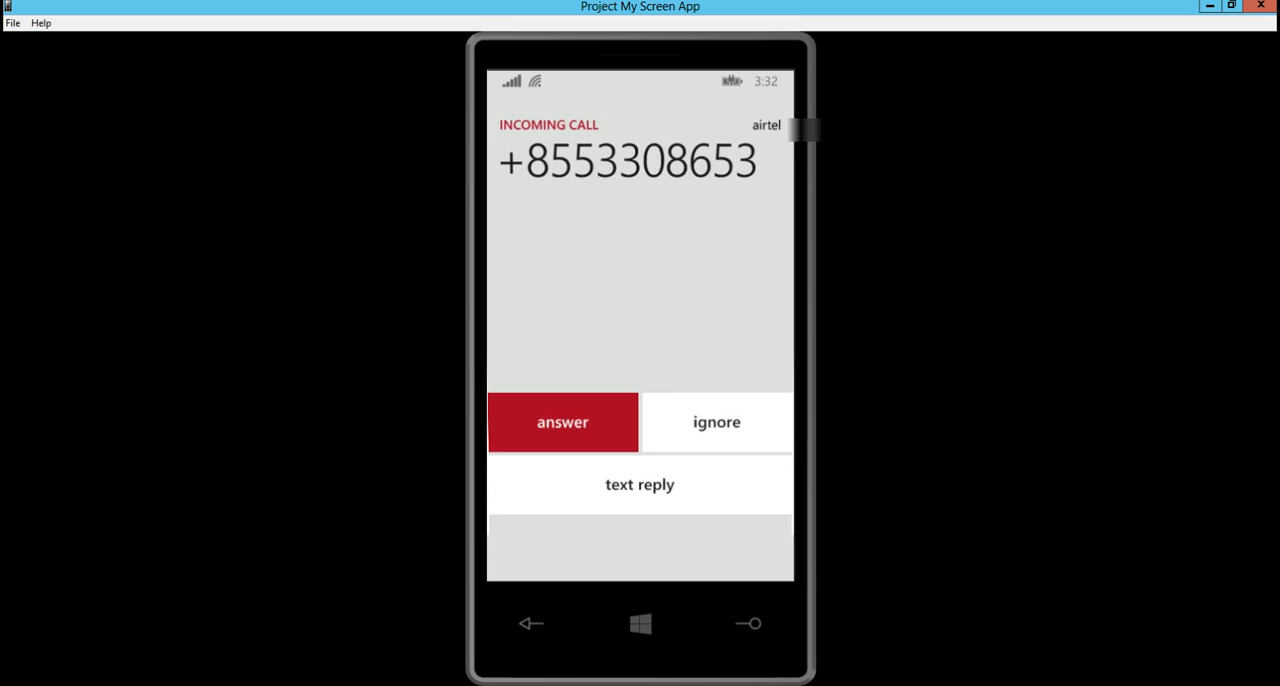 Project My Screen App
File Help
3:32
INCOMING CALL airtel
+8553308653
answer ignore
text reply